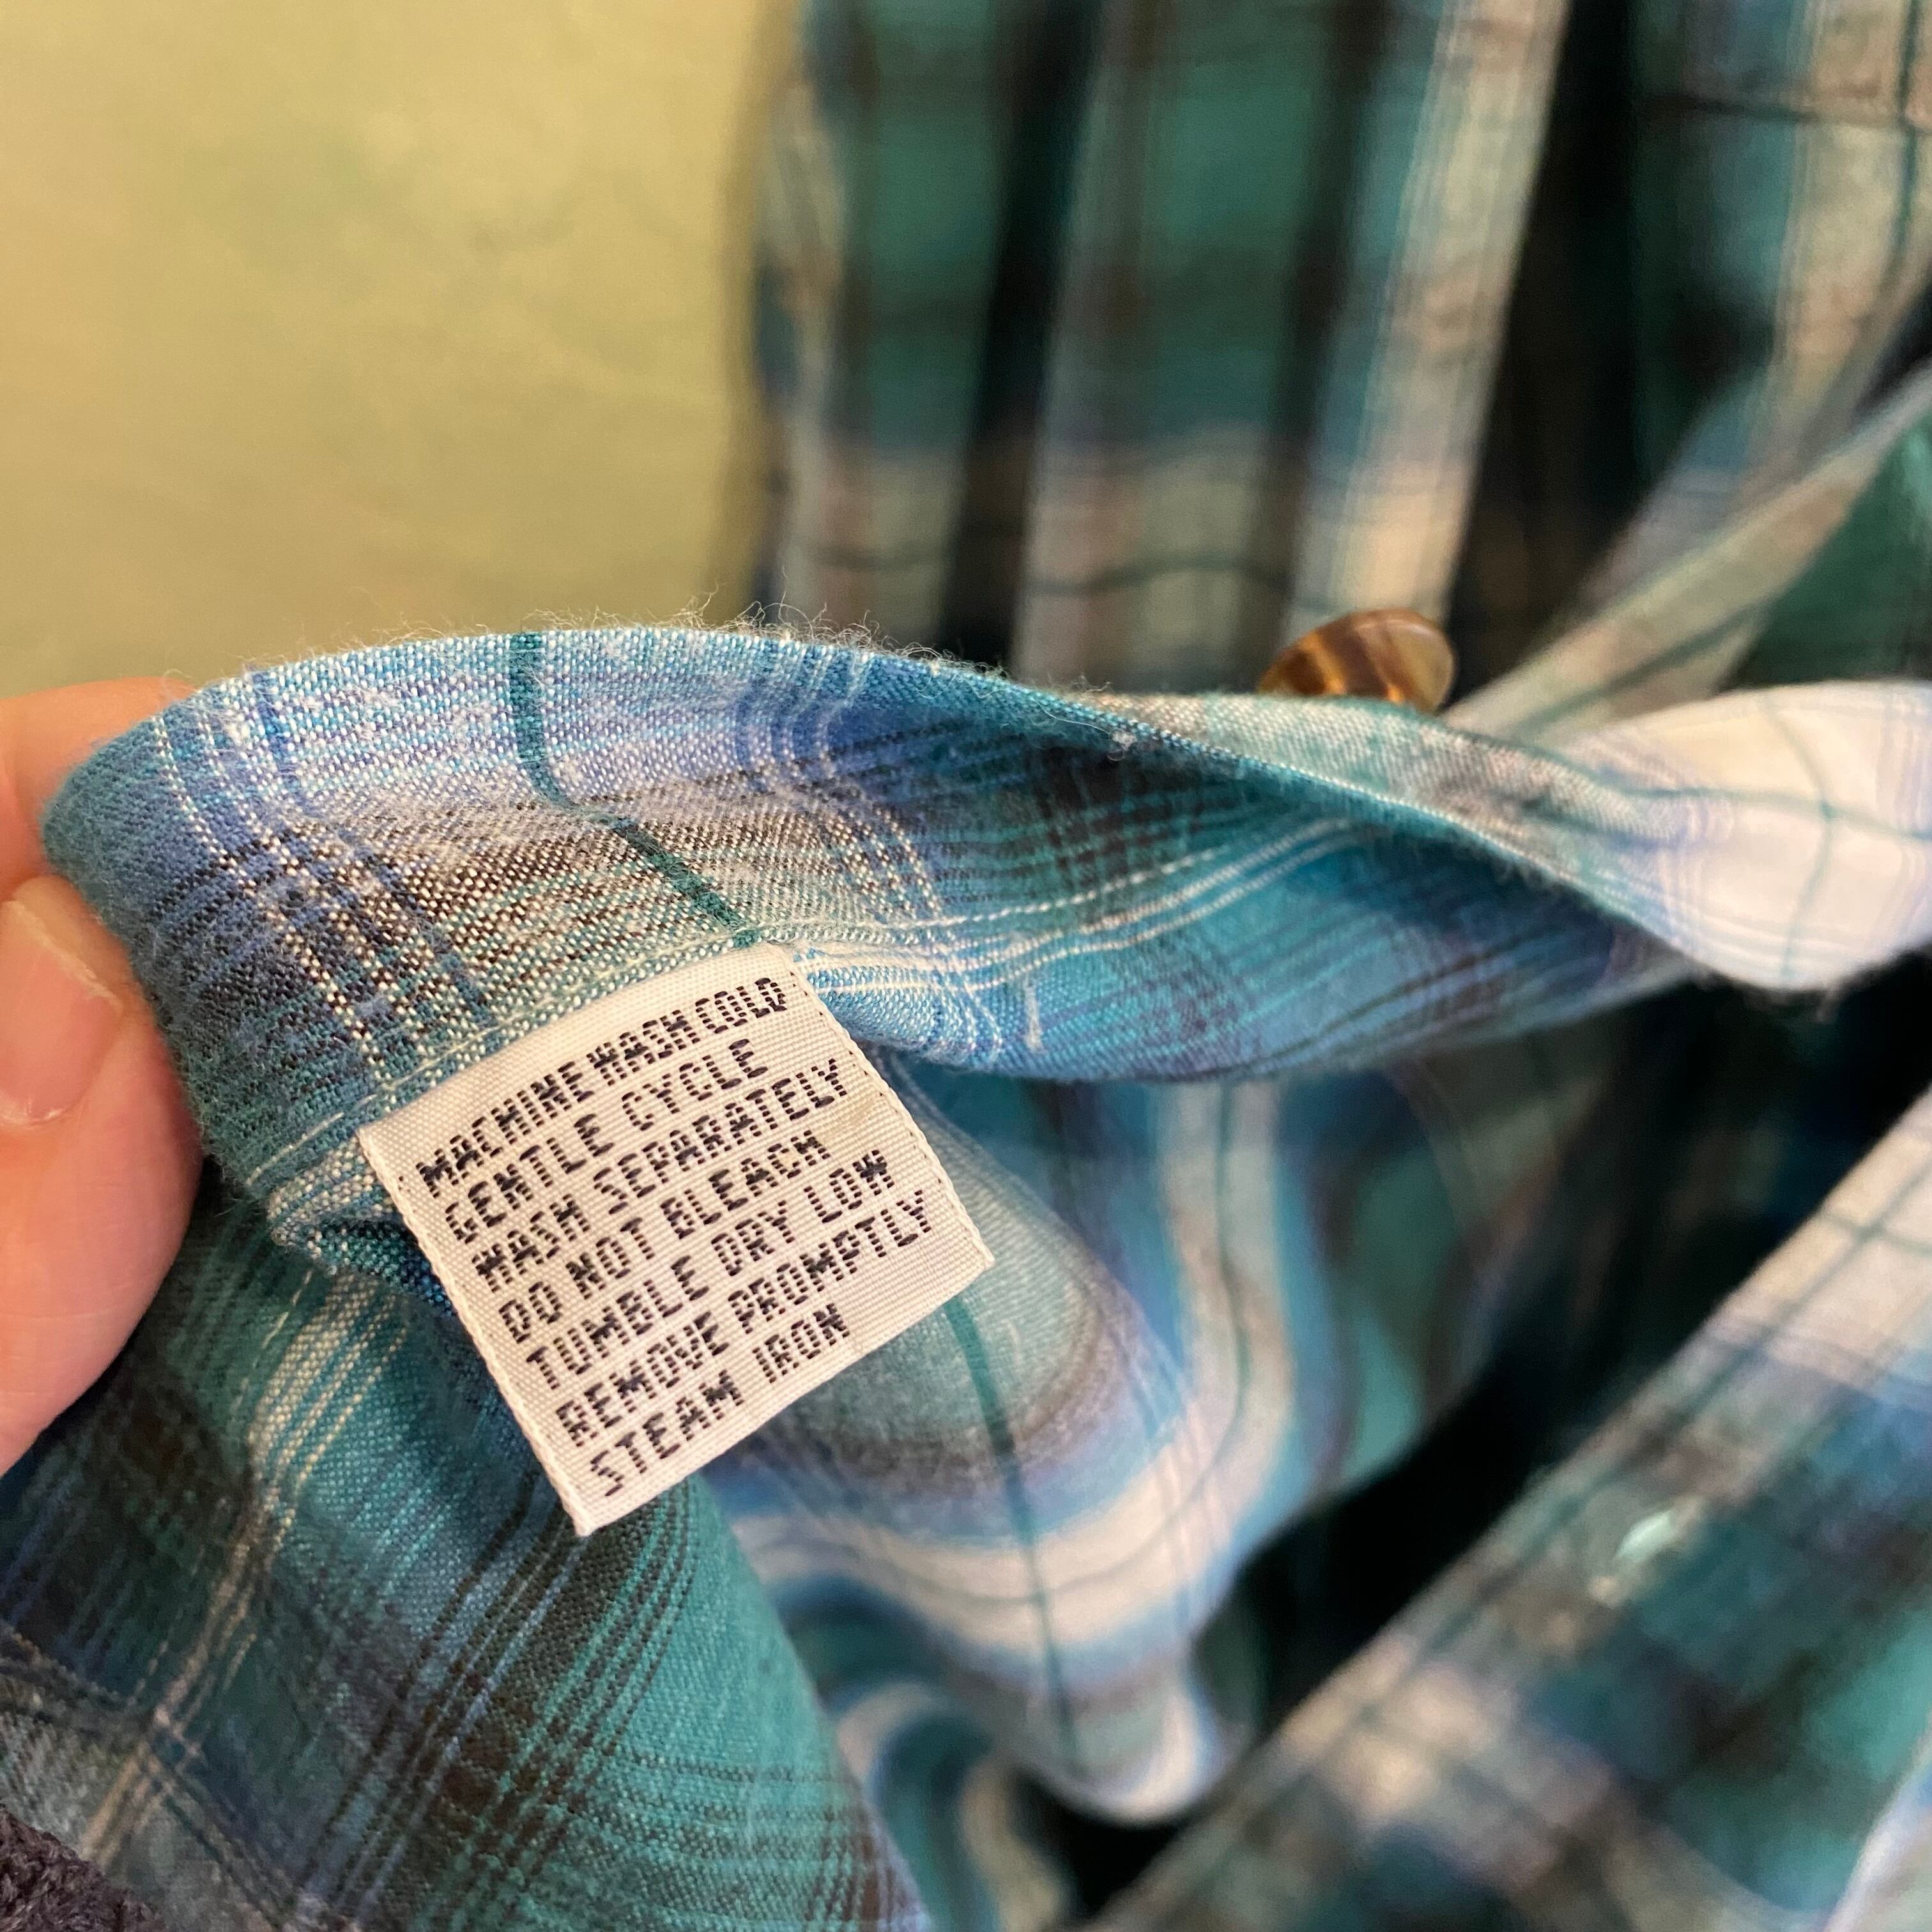 MACHINE WASH COLD
GENTLE CYCLE
WASH SEPARATELY
DO NOT BLEACH
TUMBLE DRY LOW
REMOVE PROMPTLY
STEAM IRON